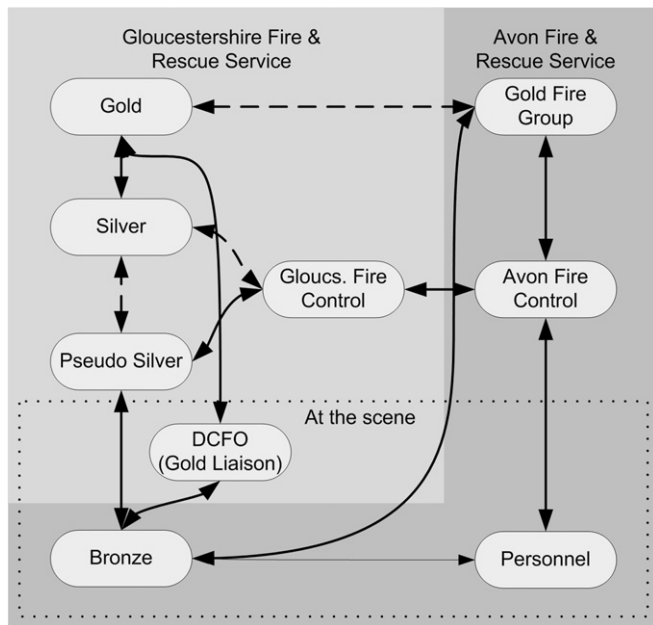 Gloucestershire Fire &
Rescue Service
Avon Fire &
Rescue Service
Gold
Gold Fire
Group
Silver
Gloucs. Fire
Control
Avon Fire
Control
Pseudo Silver
At the scene
DCFO
(Gold Liaison)
Bronze
Personnel